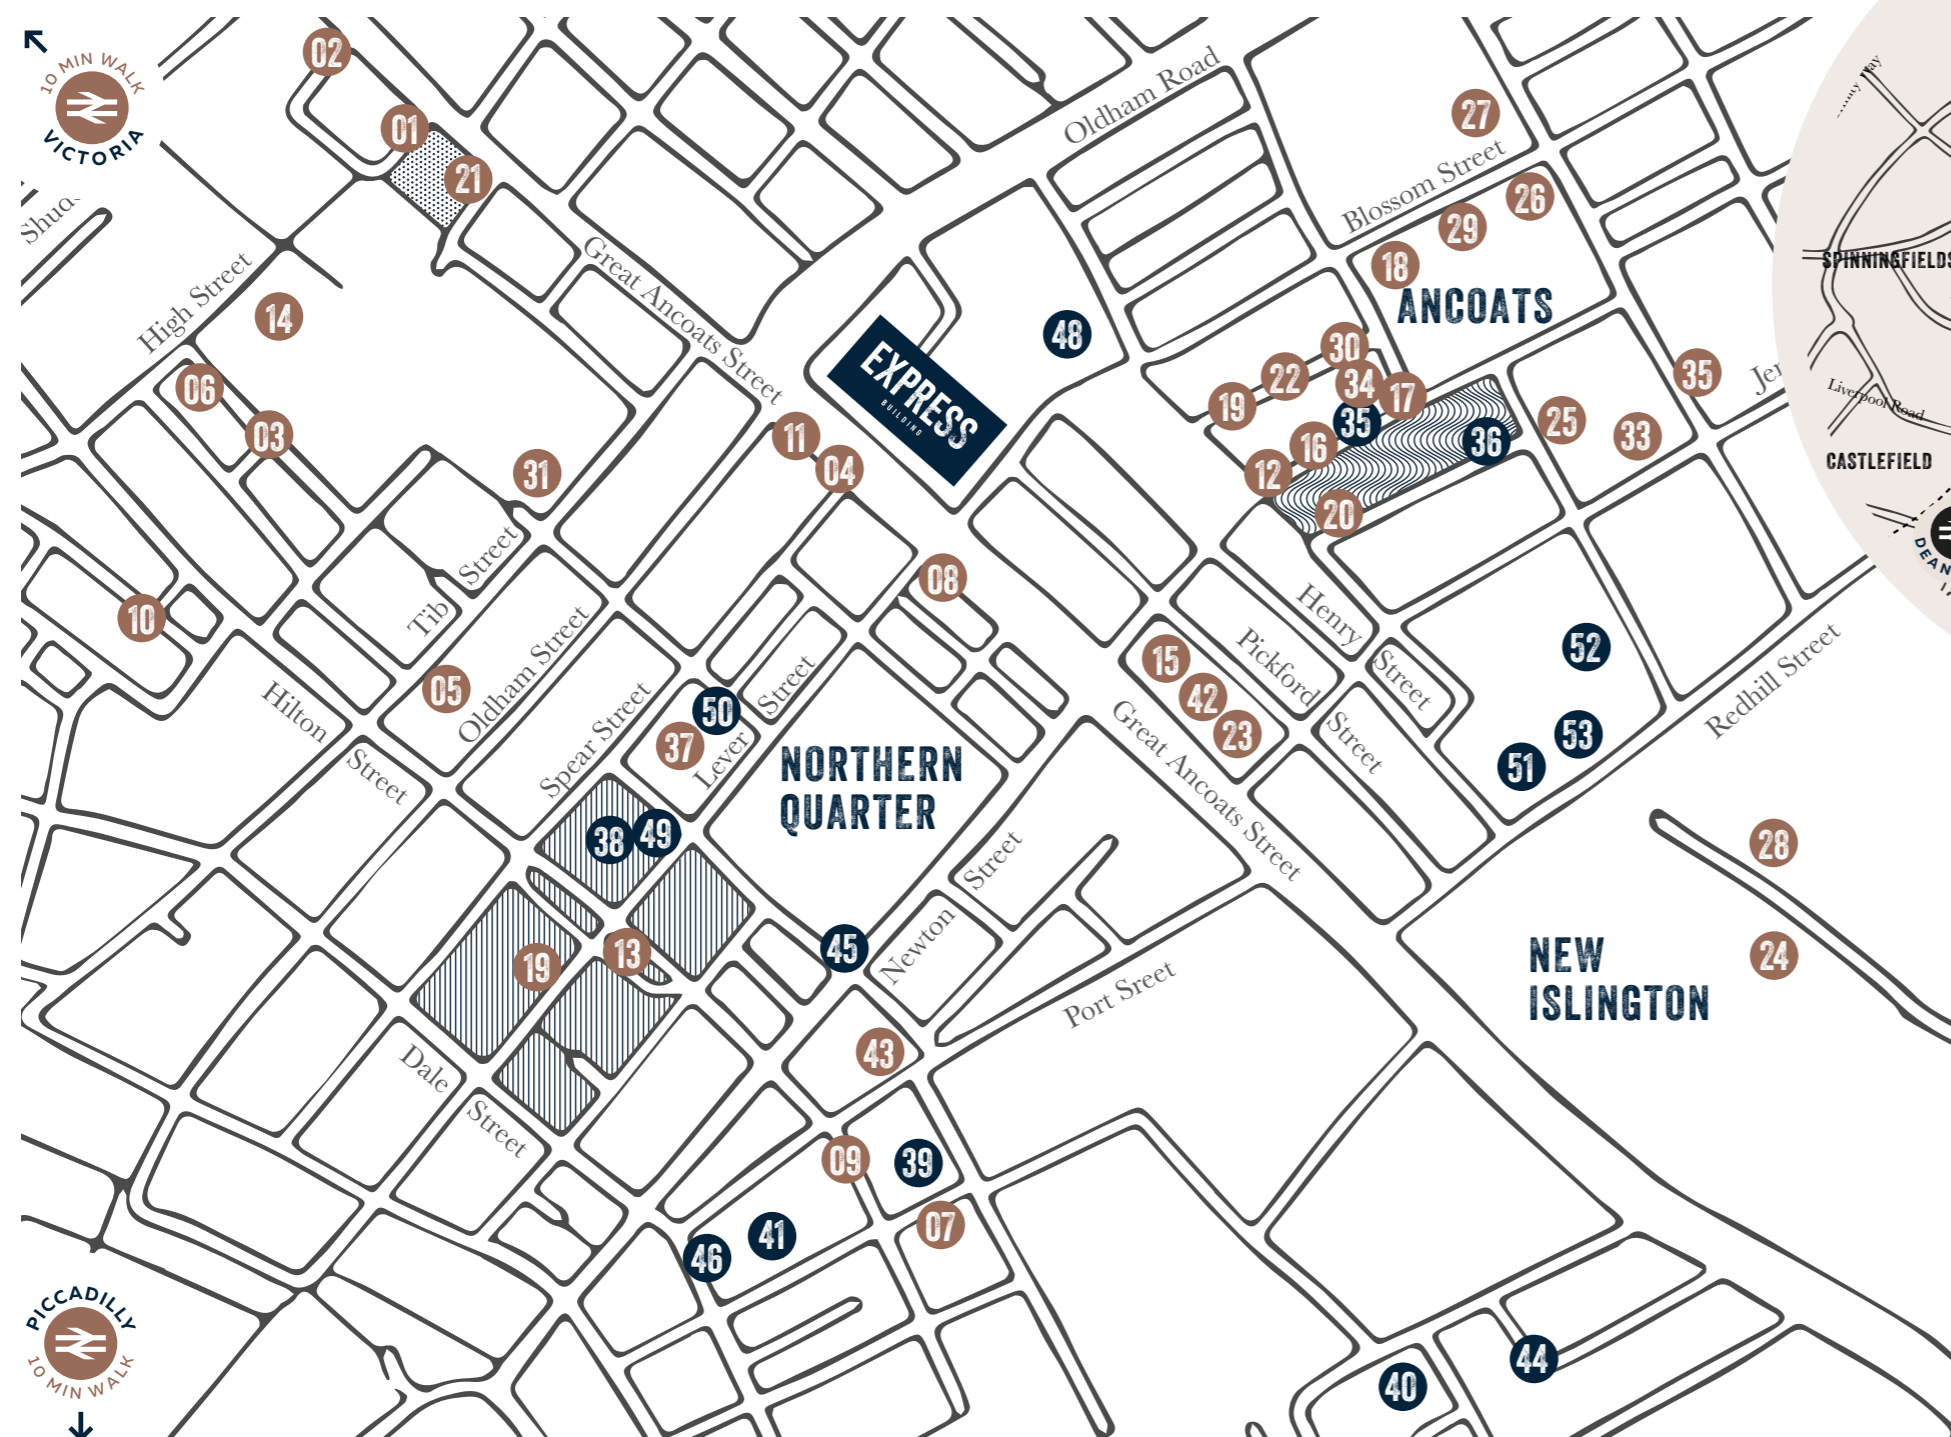 10 MIN WALK
VICTORIA
02
01
21
Oldham Road
27
Blossom Street
26
29
18
ANCOATS
High Street
14
Great Ancoats Street
48
EXPRESS
BUILDING
30
22
34
17
19
35
35
SPINNINGFIELDS
Liverpool Road
CASTLEFIELD
06
03
11
04
16
12
36
25
33
20
31
Tib
Street
08
10
Henry
Street
05
Oldham Street
15
Pickford
Street
42
23
52
53
51
Redhill Street
Hilton
Street
Spear Street
50
37
Lever
Street
NORTHERN
QUARTER
Great Ancoats Street
38
49
28
24
NEW
ISLINGTON
19
13
45
Newton
Street
Port Sreet
43
Dale
Street
09
39
07
41
46
PICCADILLY
10 MIN WALK
40
44